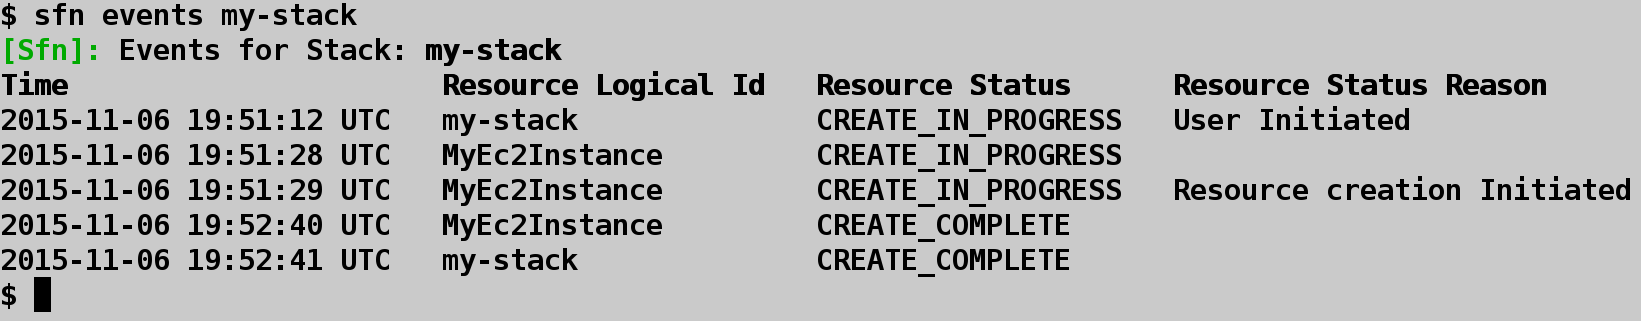 $ sfn events my-stack
[Sfn]: Events for Stack: my-stack
Time                      Resource Logical Id   Resource Status      Resource Status Reason
2015-11-06 19:51:12 UTC   my-stack              CREATE_IN_PROGRESS   User Initiated
2015-11-06 19:51:28 UTC   MyEc2Instance         CREATE_IN_PROGRESS
2015-11-06 19:51:29 UTC   MyEc2Instance         CREATE_IN_PROGRESS   Resource creation Initiated
2015-11-06 19:52:40 UTC   MyEc2Instance         CREATE_COMPLETE
2015-11-06 19:52:41 UTC   my-stack              CREATE_COMPLETE
$